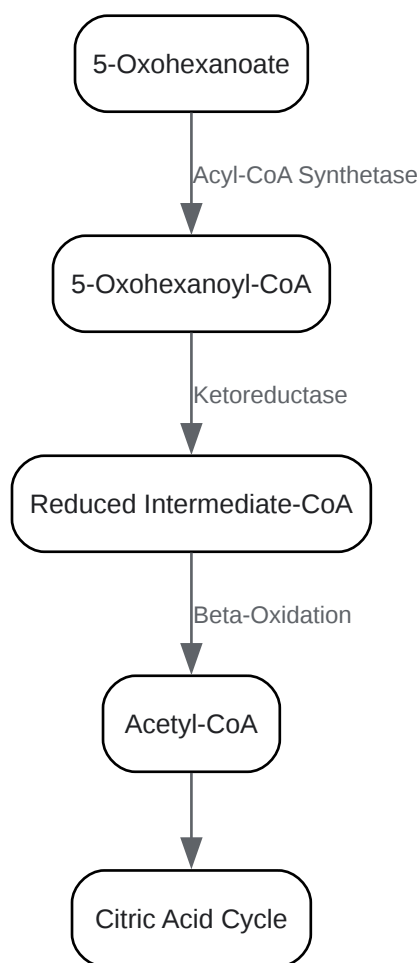 5-Oxohexanoate
Acyl-CoA Synthetase
5-Oxohexanoyl-CoA
Ketoreductase
Reduced Intermediate-CoA
Beta-Oxidation
Acetyl-CoA
Citric Acid Cycle